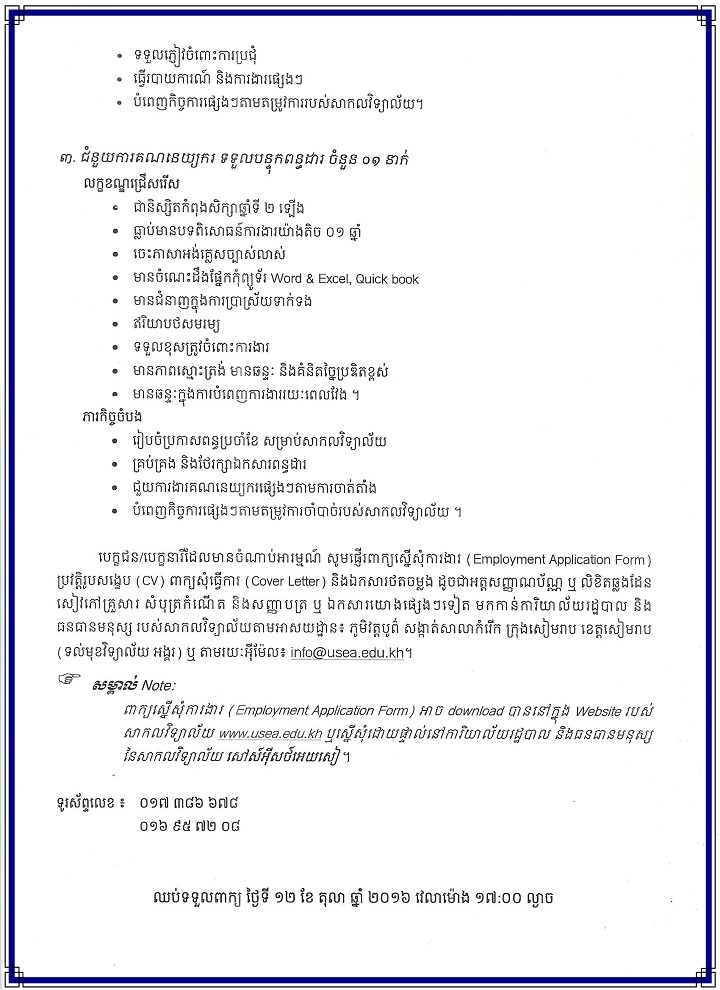 • ទទួលភ្ញៀវចំពោះការប្រជុំ
• ធ្វើរបាយការណ៍ និងការងារផ្សេងៗ
• បំពេញកិច្ចការផ្សេងៗតាមតម្រូវការរបស់សាកលវិទ្យាល័យ។
៣. ជំនួយការគណនេយ្យករ ទទួលបន្ទុកពន្ធដារ ចំនួន ០១ នាក់
លក្ខខណ្ឌជ្រើសរើស
• ជានិស្សិតកំពុងសិក្សាឆ្នាំទី ២ ឡើង
• ធ្លាប់មានបទពិសោធន៍ការងារយ៉ាងតិច ០១ ឆ្នាំ
• ចេះភាសាអង់គ្លេសច្បាស់លាស់
• មានចំណេះដឹងផ្នែកកុំព្យូទ័រ Word & Excel, Quick book
• មានជំនាញក្នុងការប្រាស្រ័យទាក់ទង
• ឥរិយាបថសមរម្យ
• ទទួលខុសត្រូវចំពោះការងារ
• មានភាពស្មោះត្រង់ មានឆន្ទៈ និងគំនិតច្នៃប្រឌិតខ្ពស់
• មានឆន្ទៈក្នុងការបំពេញការងាររយៈពេលវែង ។
ភារកិច្ចចំបង
• រៀបចំប្រកាសពន្ធប្រចាំខែ សម្រាប់សាកលវិទ្យាល័យ
• គ្រប់គ្រង និងថែរក្សាឯកសារពន្ធដារ
• ជួយការងារគណនេយ្យករផ្សេងៗតាមការចាត់តាំង
• បំពេញកិច្ចការផ្សេងៗតាមតម្រូវការចាំបាច់របស់សាកលវិទ្យាល័យ ។
បេក្ខជន/បេក្ខនារីដែលមានចំណាប់អារម្មណ៍ សូមផ្ញើរពាក្យស្នើសុំការងារ (Employment Application Form)
ប្រវត្តិរូបសង្ខេប (CV) ពាក្យសុំធ្វើការ (Cover Letter) និងឯកសារថតចម្លង ដូចជាអត្តសញ្ញាណប័ណ្ណ ឬ លិខិតឆ្លងដែន
សៀវភៅគ្រួសារ សំបុត្រកំណើត និងសញ្ញាបត្រ ឬ ឯកសារយោងផ្សេងៗទៀត មកកាន់ការិយាល័យរដ្ឋបាល និង
ធនធានមនុស្ស របស់សាកលវិទ្យាល័យតាមអាសយដ្ឋាន៖ ភូមិវត្តបូព៌ សង្កាត់សាលាកំរើក ក្រុងសៀមរាប ខេត្តសៀមរាប
(ទល់មុខវិទ្យាល័យ អង្គរ) ឬ តាមរយៈអ៊ីម៉ែល៖ info@usea.edu.kh។
សម្គាល់ Note:
ពាក្យស្នើសុំការងារ (Employment Application Form) អាច download បាននៅក្នុង Website របស់
សាកលវិទ្យាល័យ www.usea.edu.kh ឬស្នើសុំដោយផ្ទាល់នៅការិយាល័យរដ្ឋបាល និងធនធានមនុស្ស
នៃសាកលវិទ្យាល័យ សៅស៍អ៊ីសថ៍អេយសៀ ។
ទូរស័ព្ទលេខ ៖ ០១៧ ៣៨៦ ៦៧៨
០១៦ ៩៥ ៧២ ០៨
ឈប់ទទួលពាក្យ ថ្ងៃទី ១២ ខែ តុលា ឆ្នាំ ២០១៦ វេលាម៉ោង ១៧:០០ ល្ងាច